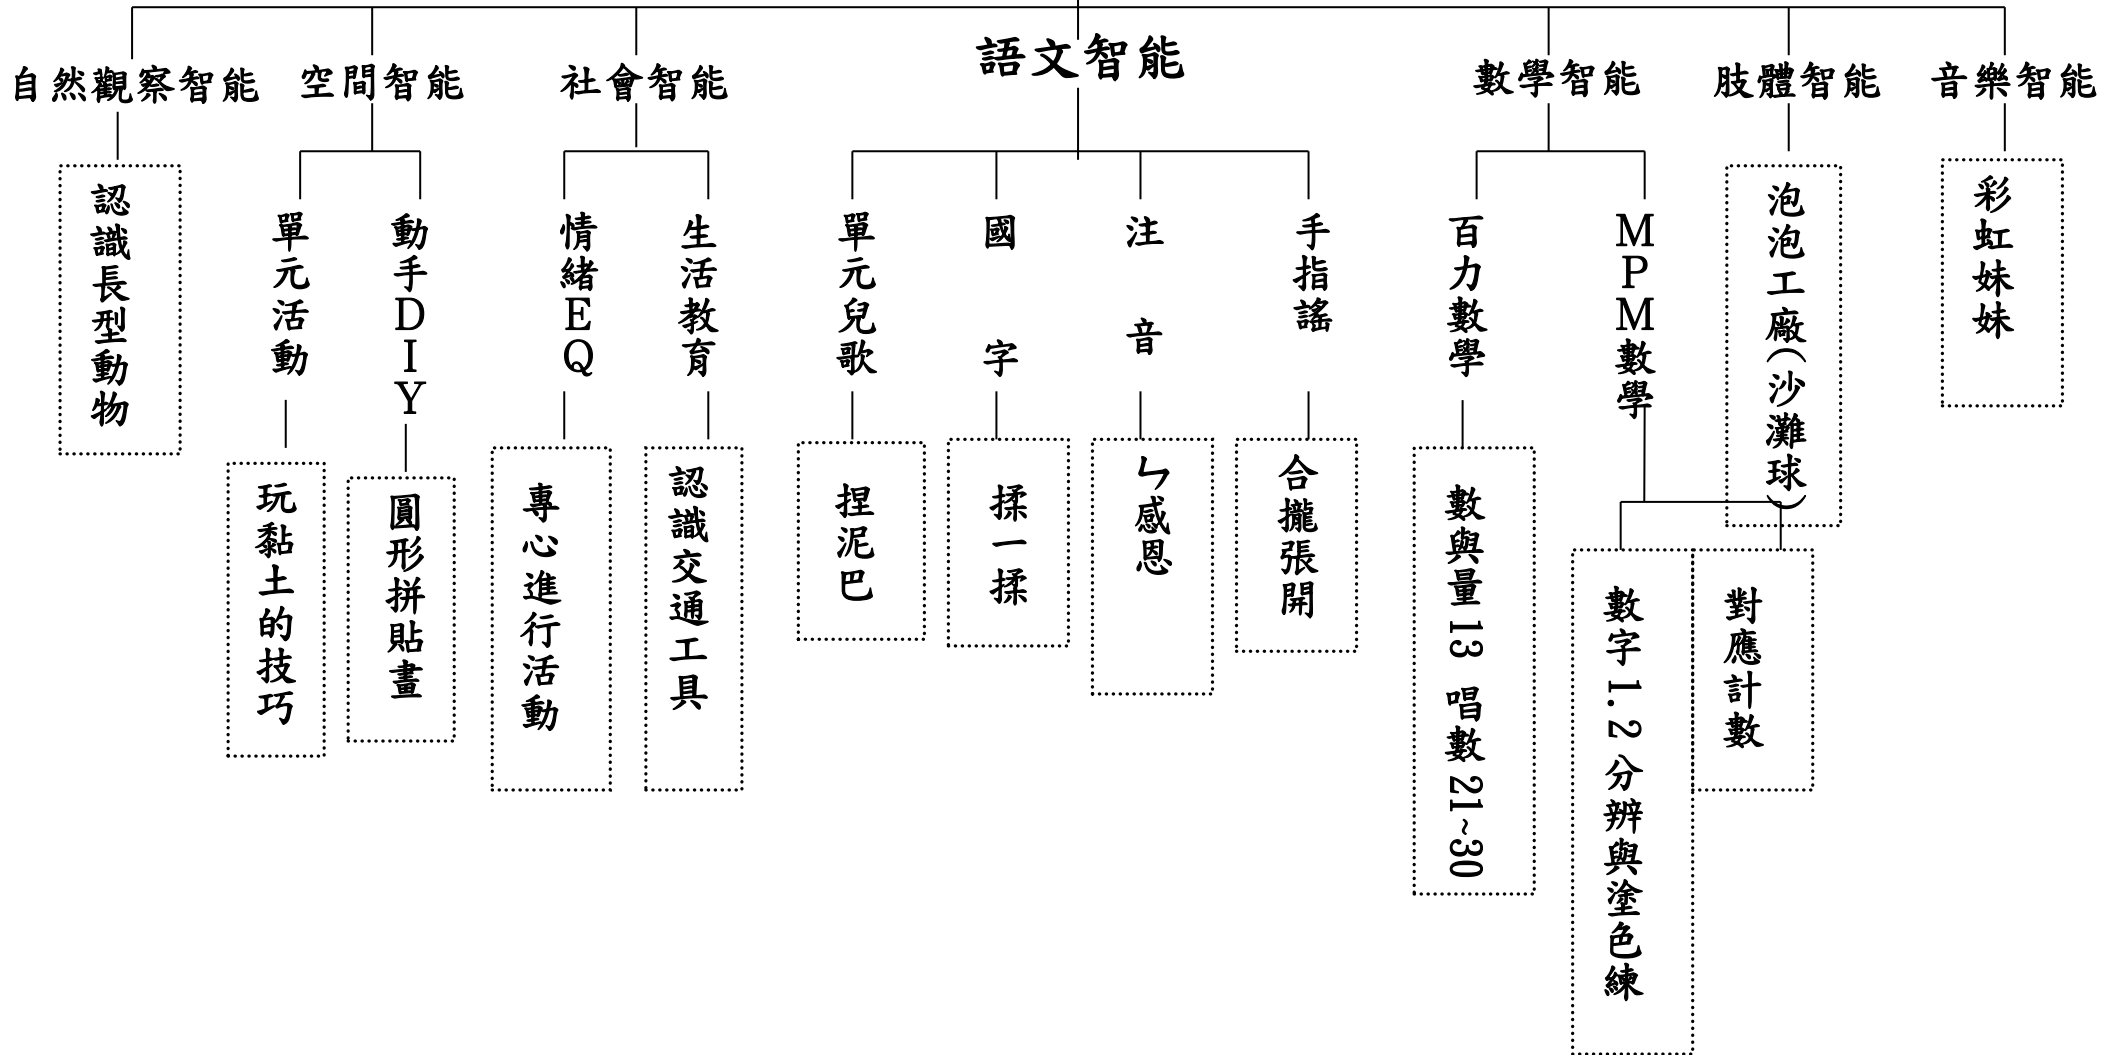 自然觀察智能
空間智能
社會智能
語文智能
數學智能
肢體智能
音樂智能
認識長型動物
單元活動
動手DIY
情緒EQ
生活教育
單元兒歌
國字
注音
手指謠
百力數學
MPM數學
泡泡工廠(沙灘球)
彩虹妹妹
玩黏土的技巧
圓形拼貼畫
專心進行活動
認識交通工具
捏泥巴
揉一揉
ㄣ感恩
合攏張開
數與量13 唱數21~30
數字1.2分辨與塗色練
對應計數